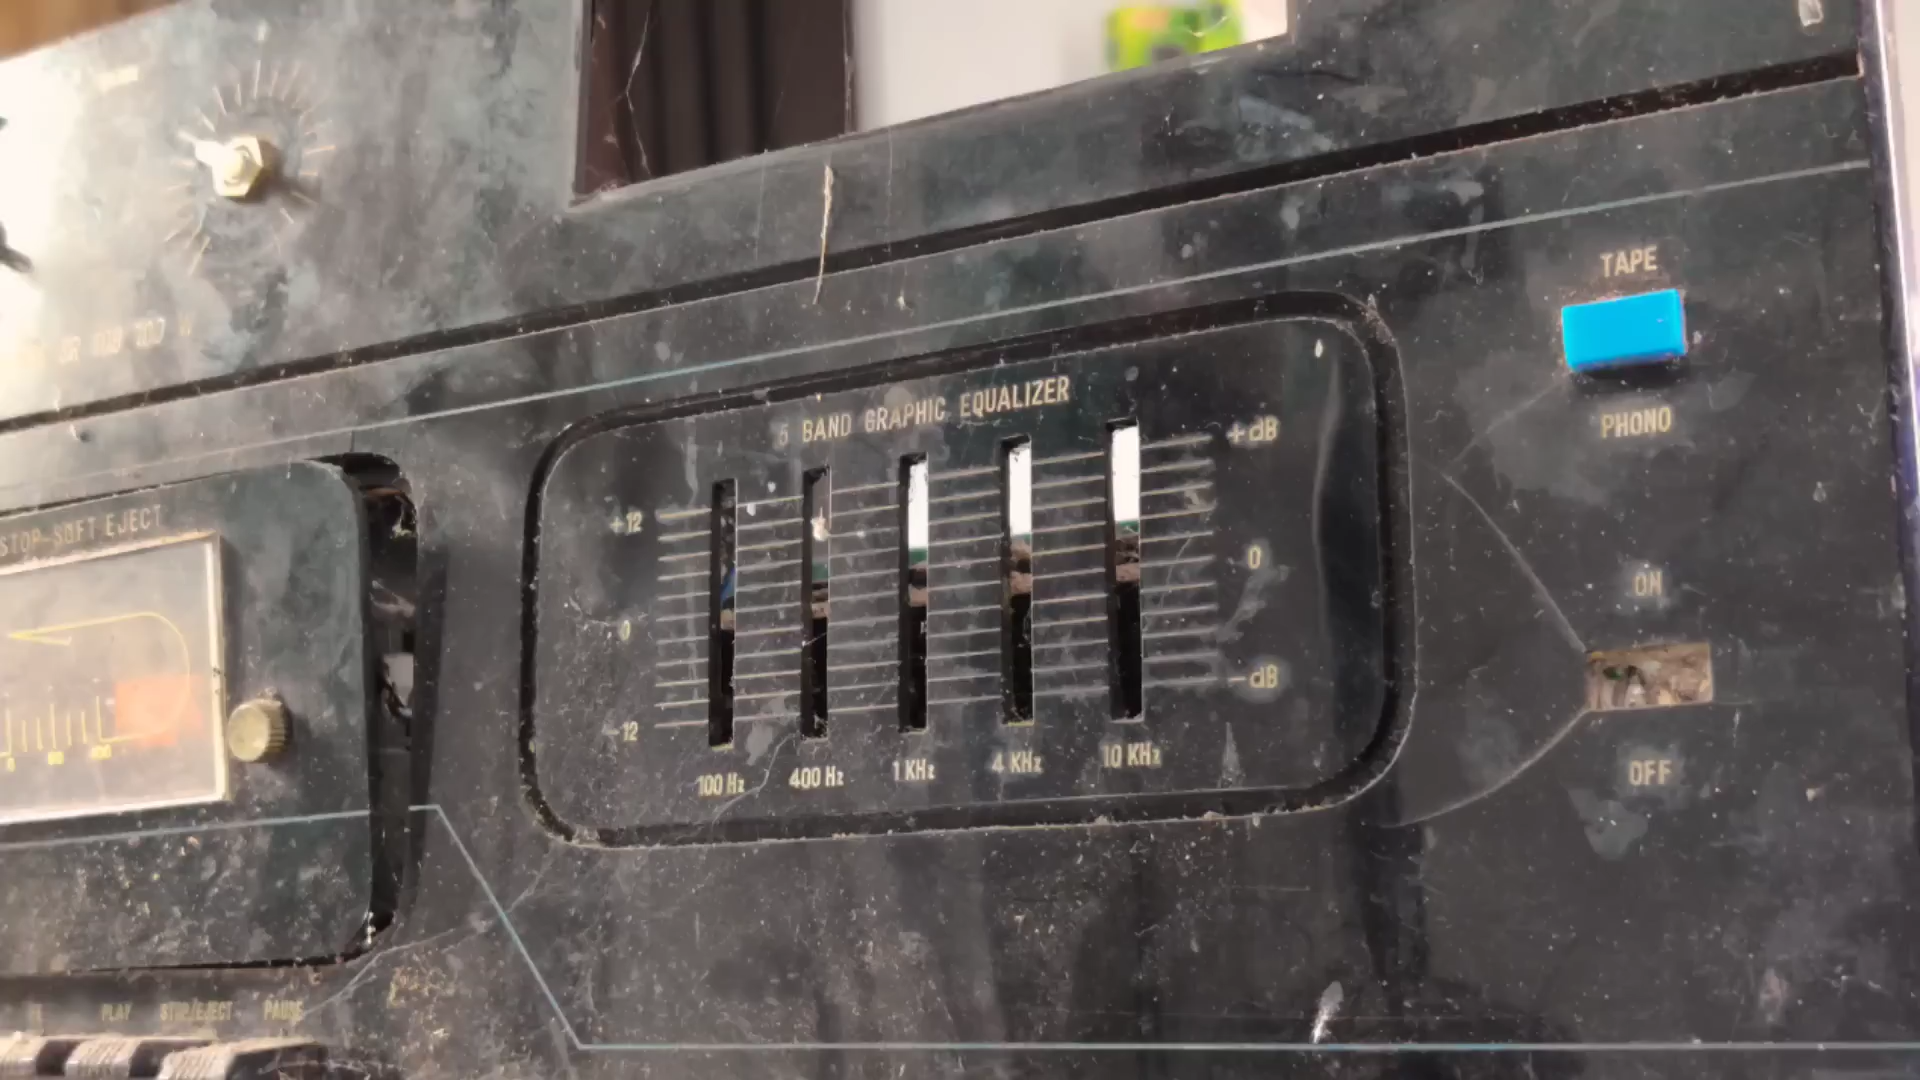 STOP-SOFT EJECT
5 BAND GRAPHIC EQUALIZER
+12
0
12
+dB
0
-dB
100 Hz
400 Hz
1 KHz
4 KHz
10 KHz
TAPE
PHONO
ON
OFF
PLAY
STOP/EJECT
PAUSE